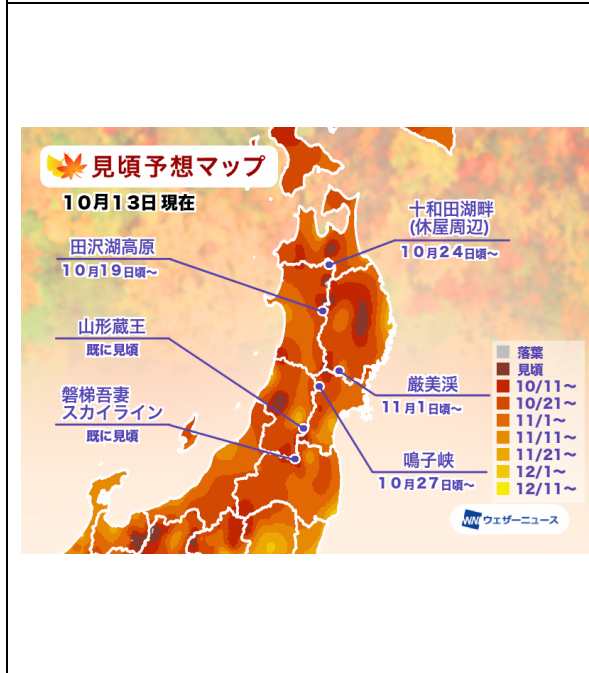 見頃予想マップ
10月13日現在
十和田湖畔
(休屋周辺)
10月24日頃~
田沢湖高原
10月19日頃~
山形蔵王
既に見頃
磐梯吾妻
スカイライン
既に見頃
厳美渓
11月1日頃~
鳴子峡
10月27日頃~
落葉
見頃
10/11~
10/21~
11/1~
11/11~
11/21~
12/1~
12/11~
WN ウェザーニュース